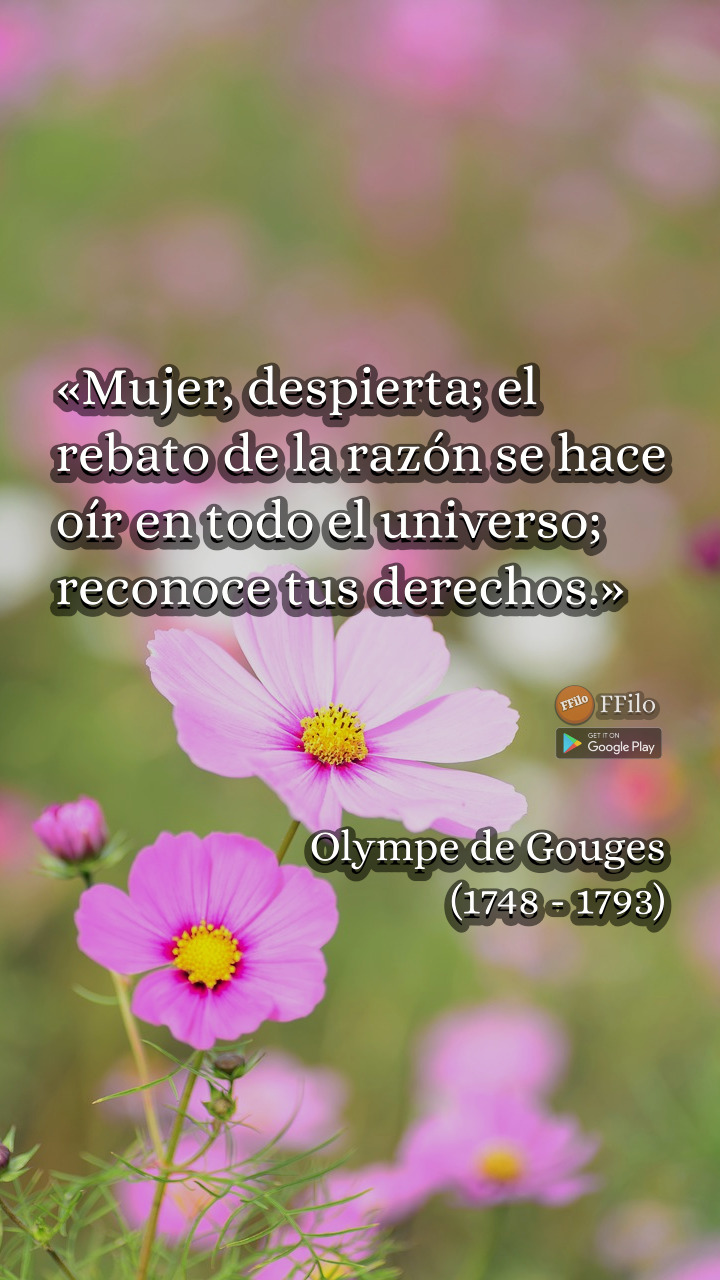 «Mujer, despierta; el
rebato de la razón se hace
oír en todo el universo;
reconoce tus derechos.»
FFilo FFilo
GET IT ON
Google Play
Olympe de Gouges
(1748 - 1793)